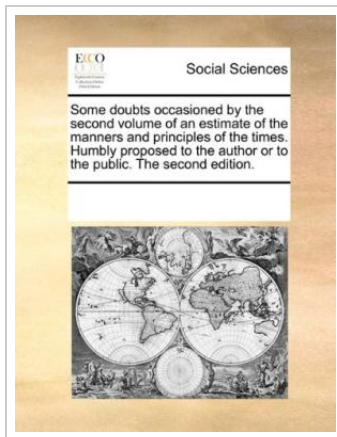 ECCO
Social Sciences
Some doubts occasioned by the
second volume of an estimate of the
manners and principles of the times.
Humbly proposed to the author or to
the public. The second edition.